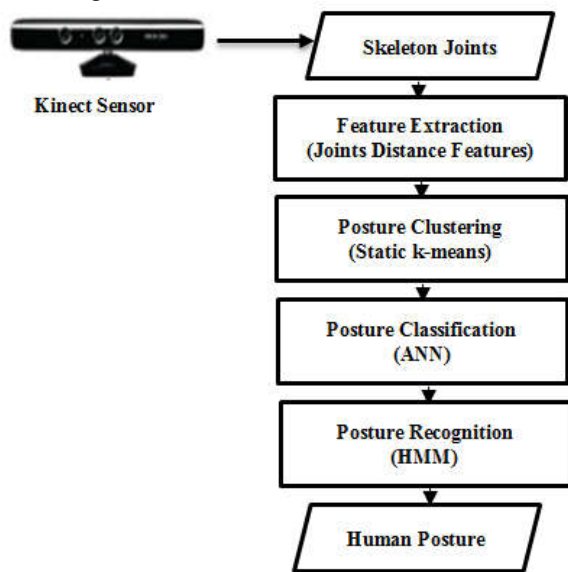 Kinect Sensor
Skeleton Joints
Feature Extraction
(Joints Distance Features)
Posture Clustering
(Static k-means)
Posture Classification
(ANN)
Posture Recognition
(HMM)
Human Posture